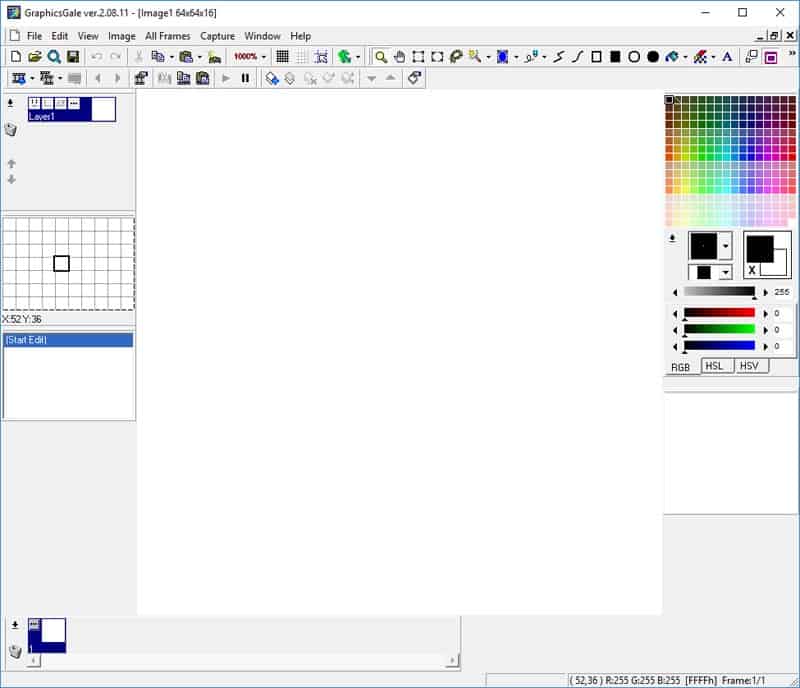 GraphicsGale ver.2.08.11 - [Image1 64x64x16]
File Edit View Image All Frames Capture Window Help
1000%
A
Layer1
X:52 Y:36
[Start Edit]
X
255
0
0
0
RGB HSL HSV
1
( 52,36 ) R:255 G:255 B:255 [FFFFh] Frame:1/1